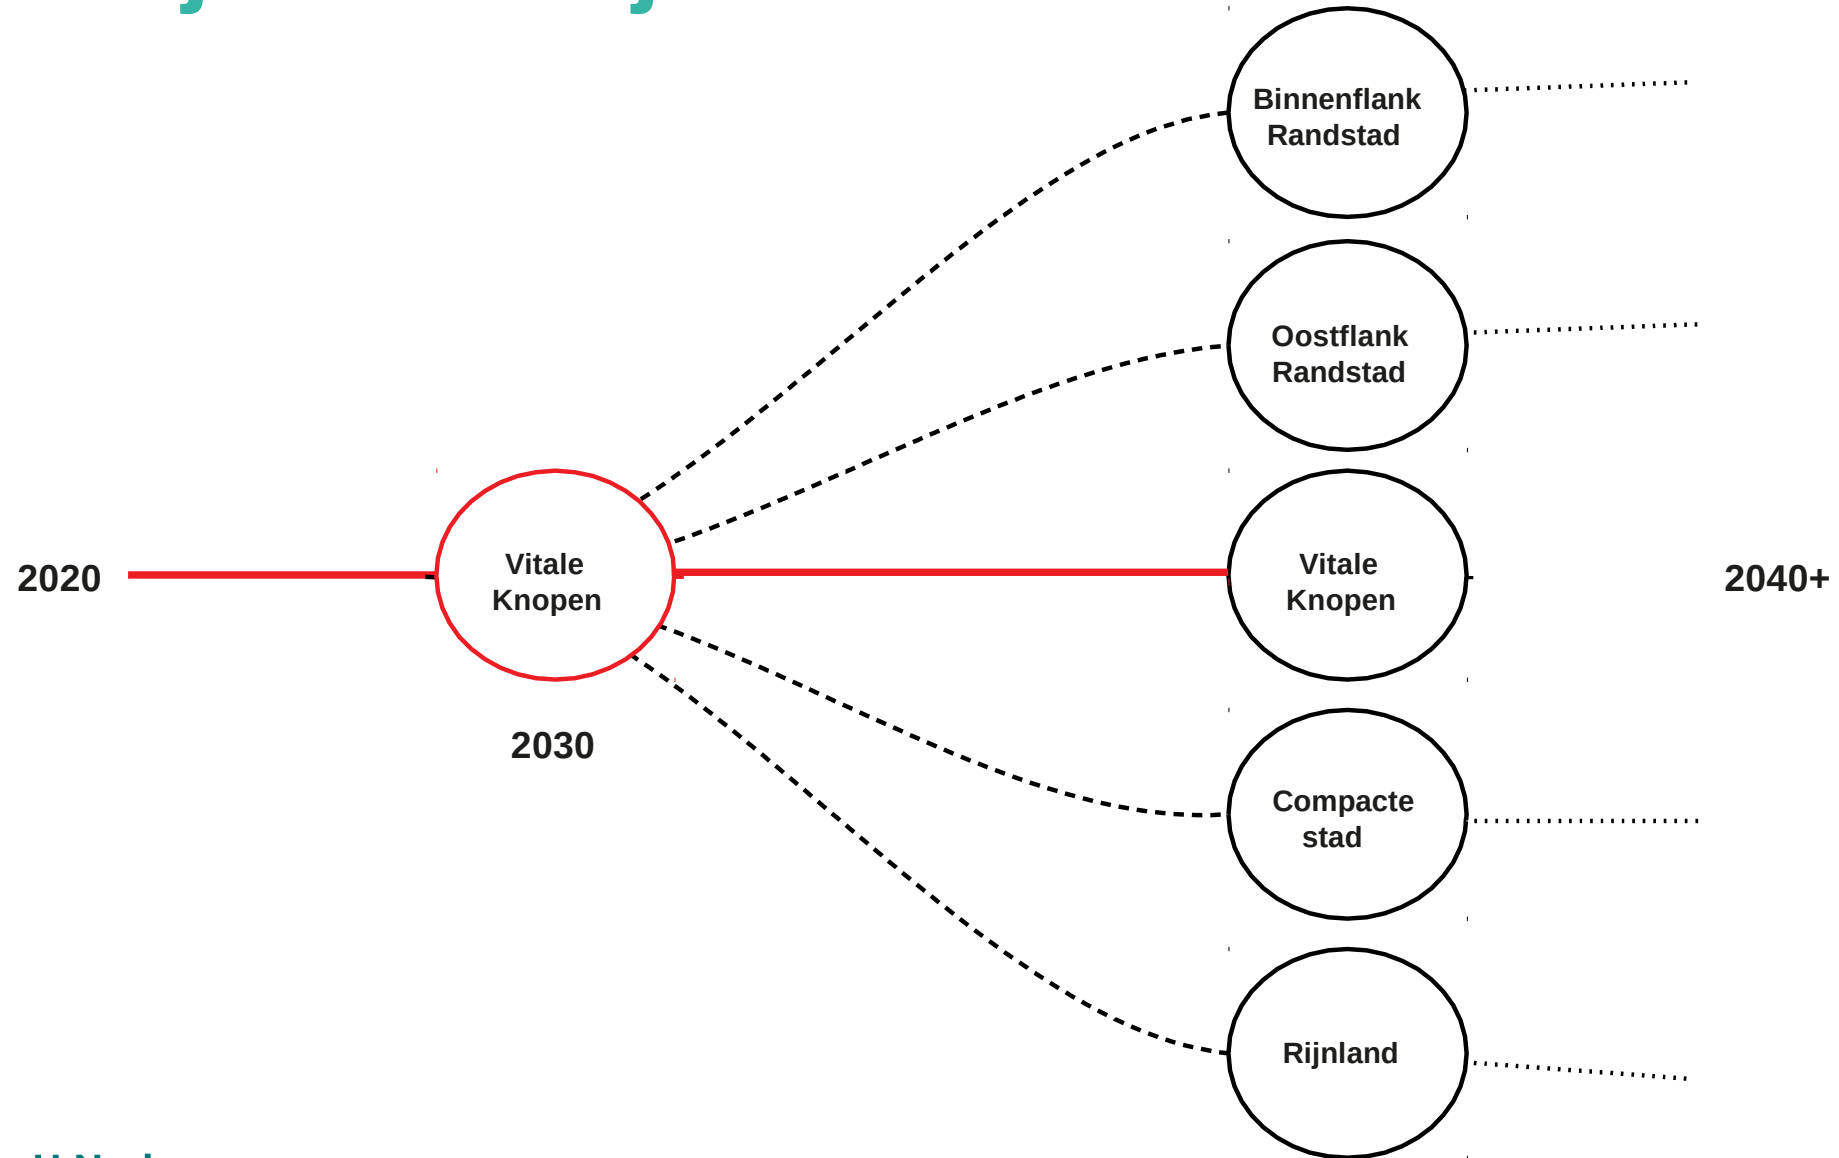 Binnenflank
Randstad
Oostflank
Randstad
2020
Vitale
Knopen
Vitale
Knopen
2040+
2030
Compacte
stad
Rijnland